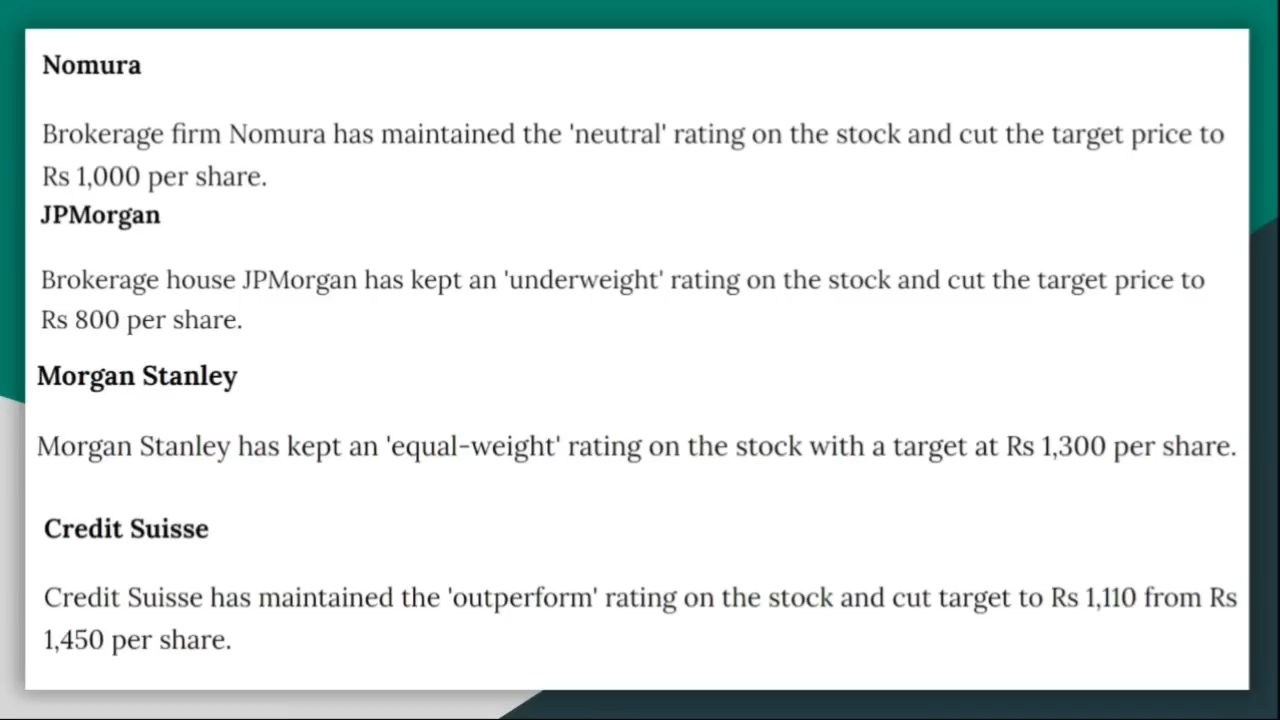 Nomura
Brokerage firm Nomura has maintained the 'neutral' rating on the stock and cut the target price to
Rs 1,000 per share.
JPMorgan
Brokerage house JPMorgan has kept an 'underweight' rating on the stock and cut the target price to
Rs 800 per share.
Morgan Stanley
Morgan Stanley has kept an 'equal-weight' rating on the stock with a target at Rs 1,300 per share.
Credit Suisse
Credit Suisse has maintained the 'outperform' rating on the stock and cut target to Rs 1,110 from Rs
1,450 per share.